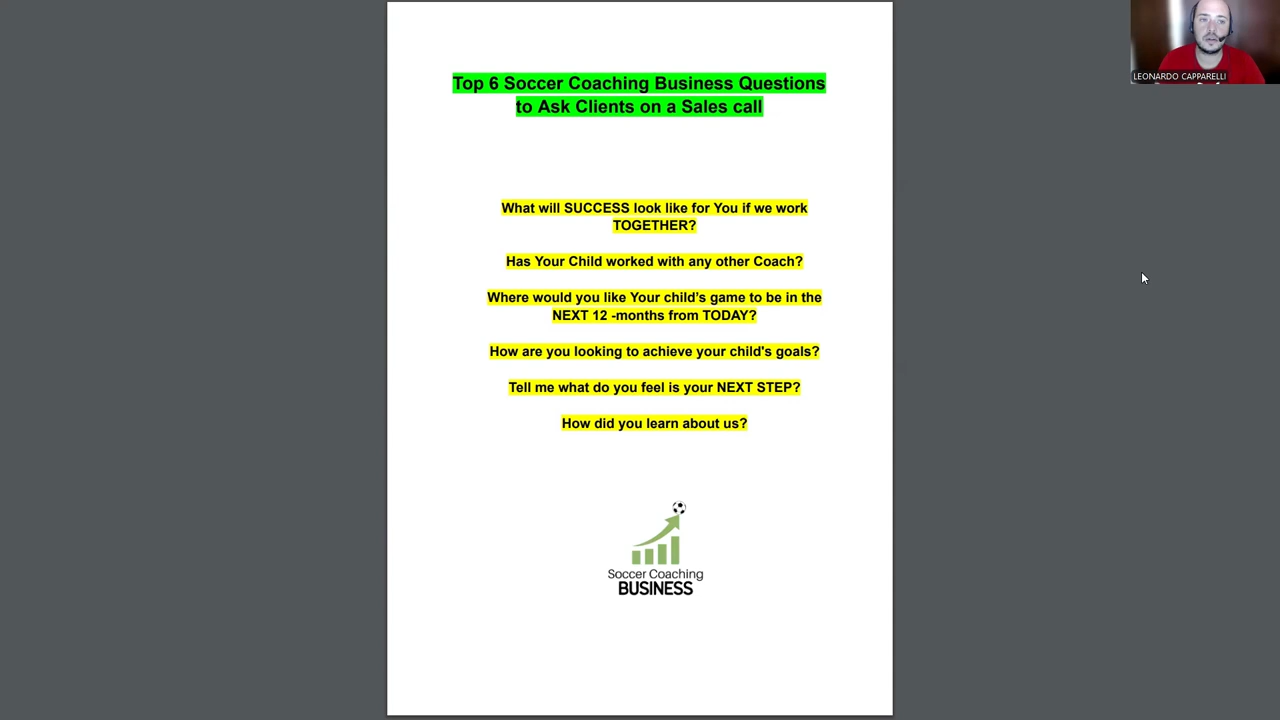 Top 6 Soccer Coaching Business Questions
to Ask Clients on a Sales call
LEONARDO CAPPARELLI
What will SUCCESS look like for You if we work
TOGETHER?
Has Your Child worked with any other Coach?
Where would you like Your child's game to be in the
NEXT 12 -months from TODAY?
How are you looking to achieve your child's goals?
Tell me what do you feel is your NEXT STEP?
How did you learn about us?
Soccer Coaching
BUSINESS